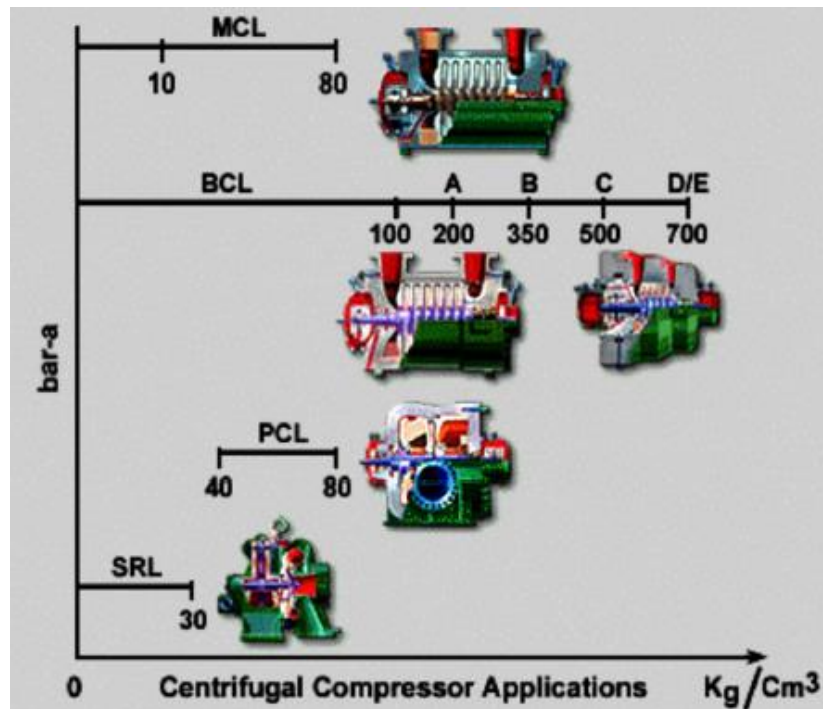 MCL
10 80
BCL A B C D/E
100 200 350 500 700
bar-a
PCL
40 80
SRL
30
0 Centrifugal Compressor Applications Kg/Cm³